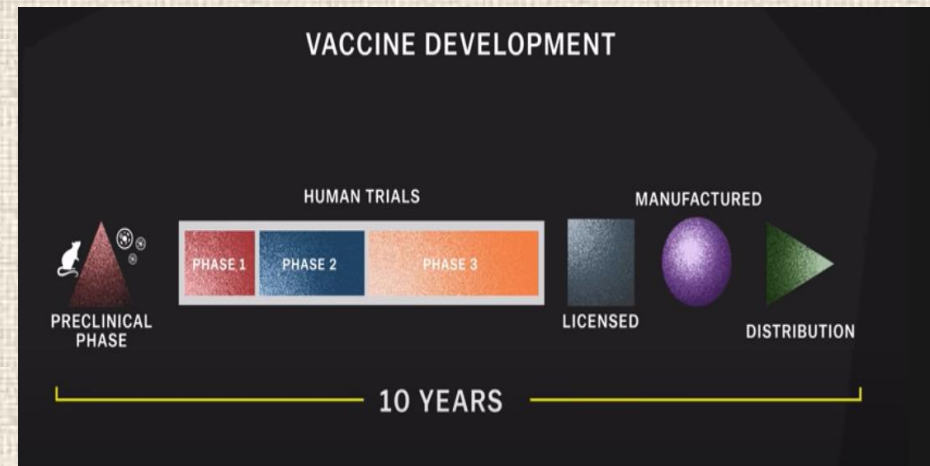 VACCINE DEVELOPMENT
HUMAN TRIALS
MANUFACTURED
PHASE 1
PHASE 2
PHASE 3
PRECLINICAL
PHASE
LICENSED
DISTRIBUTION
10 YEARS